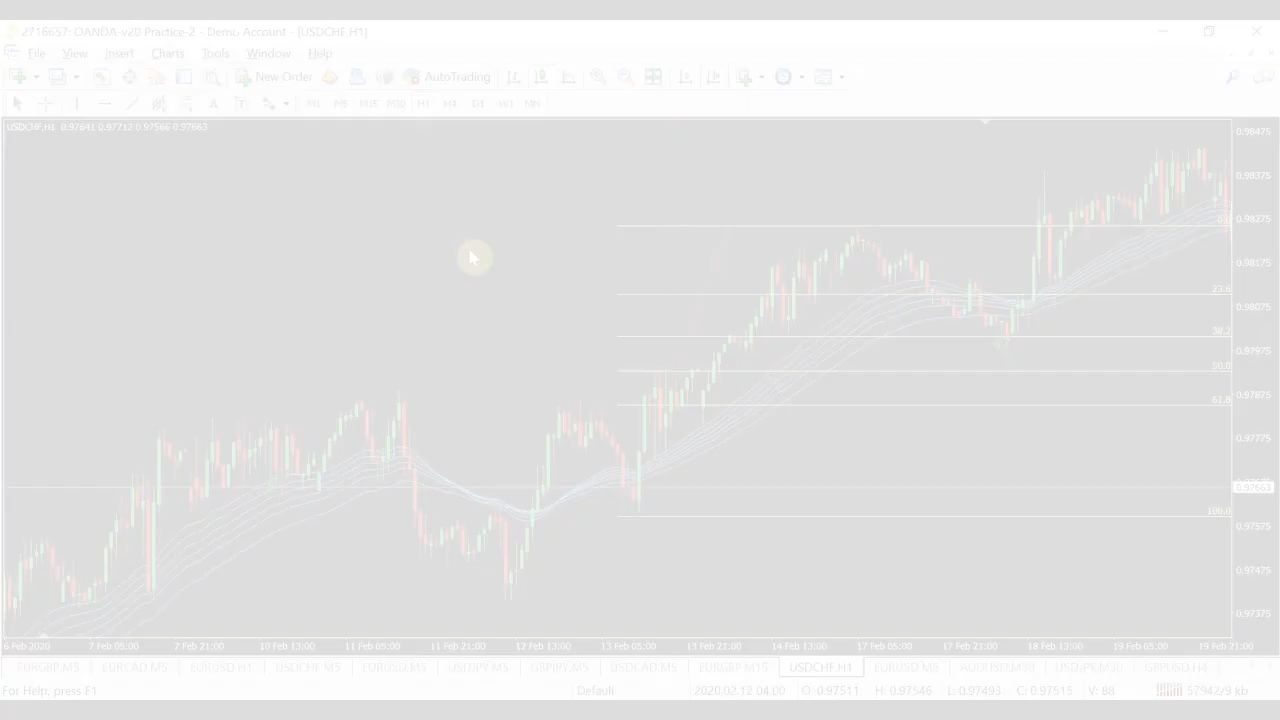 2716657: OANDA-v20 Practice-2 - Demo Account - [USDCHF,H1]
File View Insert Charts Tools Window Help
New Order AutoTrading
M1 M5 M15 M30 H1 H4 D1 W1 MN
USDCHF,H1 0.97641 0.97712 0.97566 0.97663
0.98475
0.98375
0.98275
0.98175
23.6
0.98075
38.2
0.97975
50.0
0.97875
61.8
0.97775
0.97663
100.0
0.97575
0.97475
0.97375
6 Feb 2020 7 Feb 05:00 7 Feb 21:00 10 Feb 13:00 11 Feb 05:00 11 Feb 21:00 12 Feb 13:00 13 Feb 05:00 13 Feb 21:00 14 Feb 13:00 17 Feb 05:00 17 Feb 21:00 18 Feb 13:00 19 Feb 05:00 19 Feb 21:00
EURGBP,M5 EURCAD,M5 EURUSD,H1 USDCHF,M5 EURUSD,M5 USDJPY,M5 GBPJPY,M5 USDCAD,M5 EURGBP,M15 USDCHF,H1 EURUSD,M6 AUDUSD,M30 USDJPY,M30 GBPUSD,H4
For Help, press F1 Default 2020.02.12 04:00 O: 0.97511 H: 0.97546 L: 0.97493 C: 0.97515 V: 88 57942/9 kb